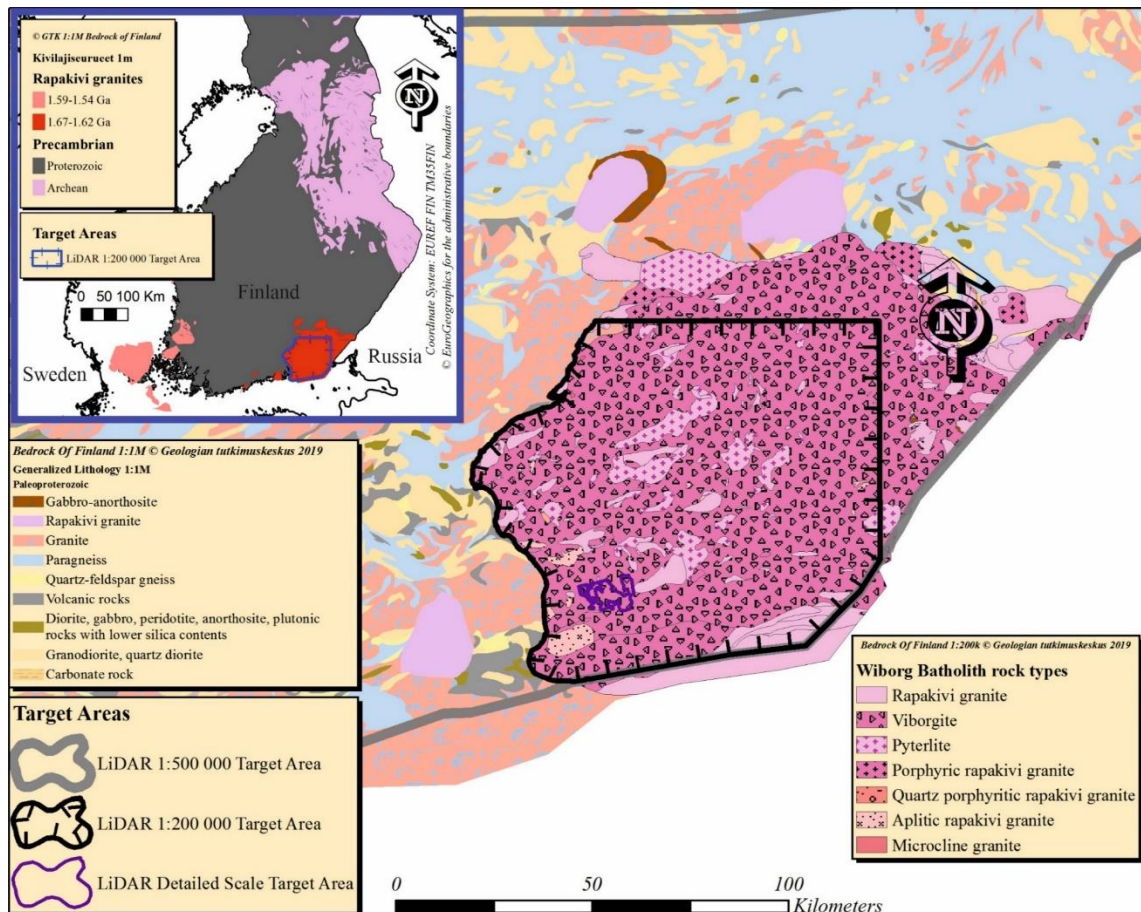 © GTK 1:1M Bedrock of Finland
Kivilajiseurueet 1m
Rapakivi granites
1.59-1.54 Ga
1.67-1.62 Ga
Precambrian
Proterozoic
Archean
Target Areas
LiDAR 1:200 000 Target Area
0 50 100 Km
Finland
Sweden
Russia
N
Coordinate System: EUREF FIN TM35FIN
© EuroGeographics for the administrative boundaries
N
Bedrock Of Finland 1:1M © Geologian tutkimuskeskus 2019
Generalized Lithology 1:1M
Paleoproterozoic
Gabbro-anorthosite
Rapakivi granite
Granite
Paragneiss
Quartz-feldspar gneiss
Volcanic rocks
Diorite, gabbro, peridotite, anorthosite, plutonic
rocks with lower silica contents
Granodiorite, quartz diorite
Carbonate rock
Target Areas
LiDAR 1:500 000 Target Area
LiDAR 1:200 000 Target Area
LiDAR Detailed Scale Target Area
Bedrock Of Finland 1:200k © Geologian tutkimuskeskus 2019
Wiborg Batholith rock types
Rapakivi granite
Viborgite
Pyterlite
Porphyric rapakivi granite
Quartz porphyritic rapakivi granite
Aplitic rapakivi granite
Microcline granite
0 50 100
Kilometers